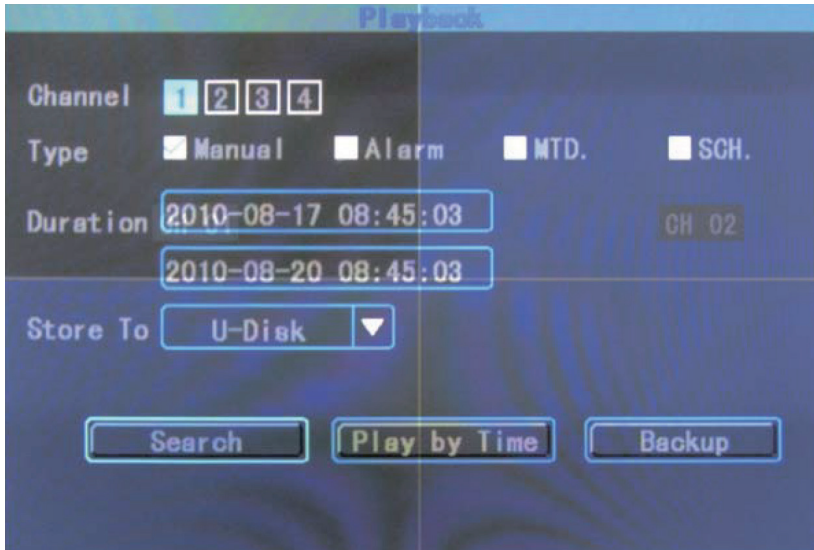 Playback
Channel 1 2 3 4
Type Manual Alarm MTD. SCH.
Duration 2010-08-17 08:45:03
CH 02
2010-08-20 08:45:03
Store To U-Disk
Search Play by Time Backup